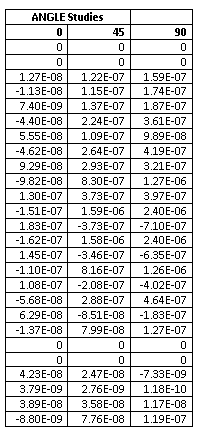 ANGLE Studies
0 45 90
0 0 0
0 0 0
1.27E-08 1.22E-07 1.59E-07
-1.13E-08 1.15E-07 1.74E-07
7.40E-09 1.37E-07 1.87E-07
-4.40E-08 2.24E-07 3.61E-07
5.55E-08 1.09E-07 9.89E-08
-4.62E-08 2.64E-07 4.19E-07
9.29E-08 2.93E-07 3.21E-07
-9.82E-08 8.30E-07 1.27E-06
1.30E-07 3.73E-07 3.97E-07
-1.51E-07 1.59E-06 2.40E-06
1.83E-07 -3.73E-07 -7.10E-07
-1.62E-07 1.58E-06 2.40E-06
1.45E-07 -3.46E-07 -6.35E-07
-1.10E-07 8.16E-07 1.26E-06
1.08E-07 -2.08E-07 -4.02E-07
-5.68E-08 2.88E-07 4.64E-07
6.29E-08 -8.51E-08 -1.83E-07
-1.37E-08 7.99E-08 1.27E-07
0 0 0
0 0 0
4.23E-08 2.47E-08 -7.33E-09
3.79E-09 2.76E-09 1.18E-10
3.89E-08 3.58E-08 1.17E-08
-8.80E-09 7.76E-08 1.19E-07